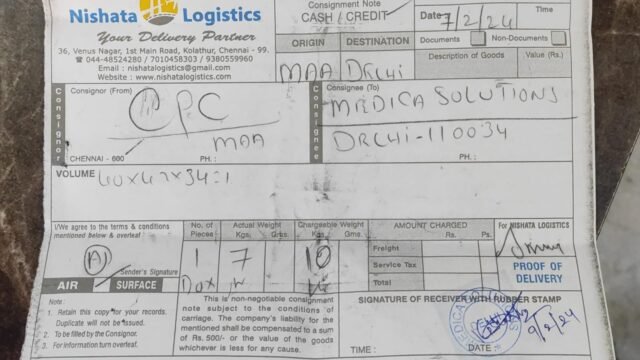 Nishata Logistics
Your Delivery Partner
36, Venus Nagar, 1st Main Road, Kolathur, Chennai - 99.
☎ 044-48524280 / 7010458303 / 9380559960
Email : nishatalogistics@gmail.com
Website : www.nishatalogistics.com
Consignment Note
CASH / CREDIT
Date 7/2/24
Time
ORIGIN DESTINATION
MAA DELHI
Documents Non-Documents
Description of Goods Value (Rs.)
Consignor
Consignor (From)
CPC
MAA
CHENNAI - 600 PH. :
Consignee
Consignee (To)
MEDICA SOLUTIONS
DELHI-110034
PH. :
VOLUME
I/We agree to the terms & conditions
mentioned below & overleaf
A
Sender's Signature
AIR SURFACE
No. of Pieces
1
Actual Weight
Kgs. Gms.
7
Chargeable Weight
Kgs. Gms.
10
AMOUNT CHARGED
Rs. Ps.
Freight
Service Tax
Total
For NISHATA LOGISTICS
PROOF OF
DELIVERY
Note :
1. Retain this copy for your records.
Duplicate will not be issued.
2. To be filled by the Consignor.
3. For information turn overleaf.
This is non-negotiable consignment
note subject to the conditions of
carriage. The company's liability for the
mentioned shall be compensated to a sum
of Rs. 500/- or the value of the goods
whichever is less for any cause.
SIGNATURE OF RECEIVER WITH RUBBER STAMP
9/2/24
TIME : DATE :